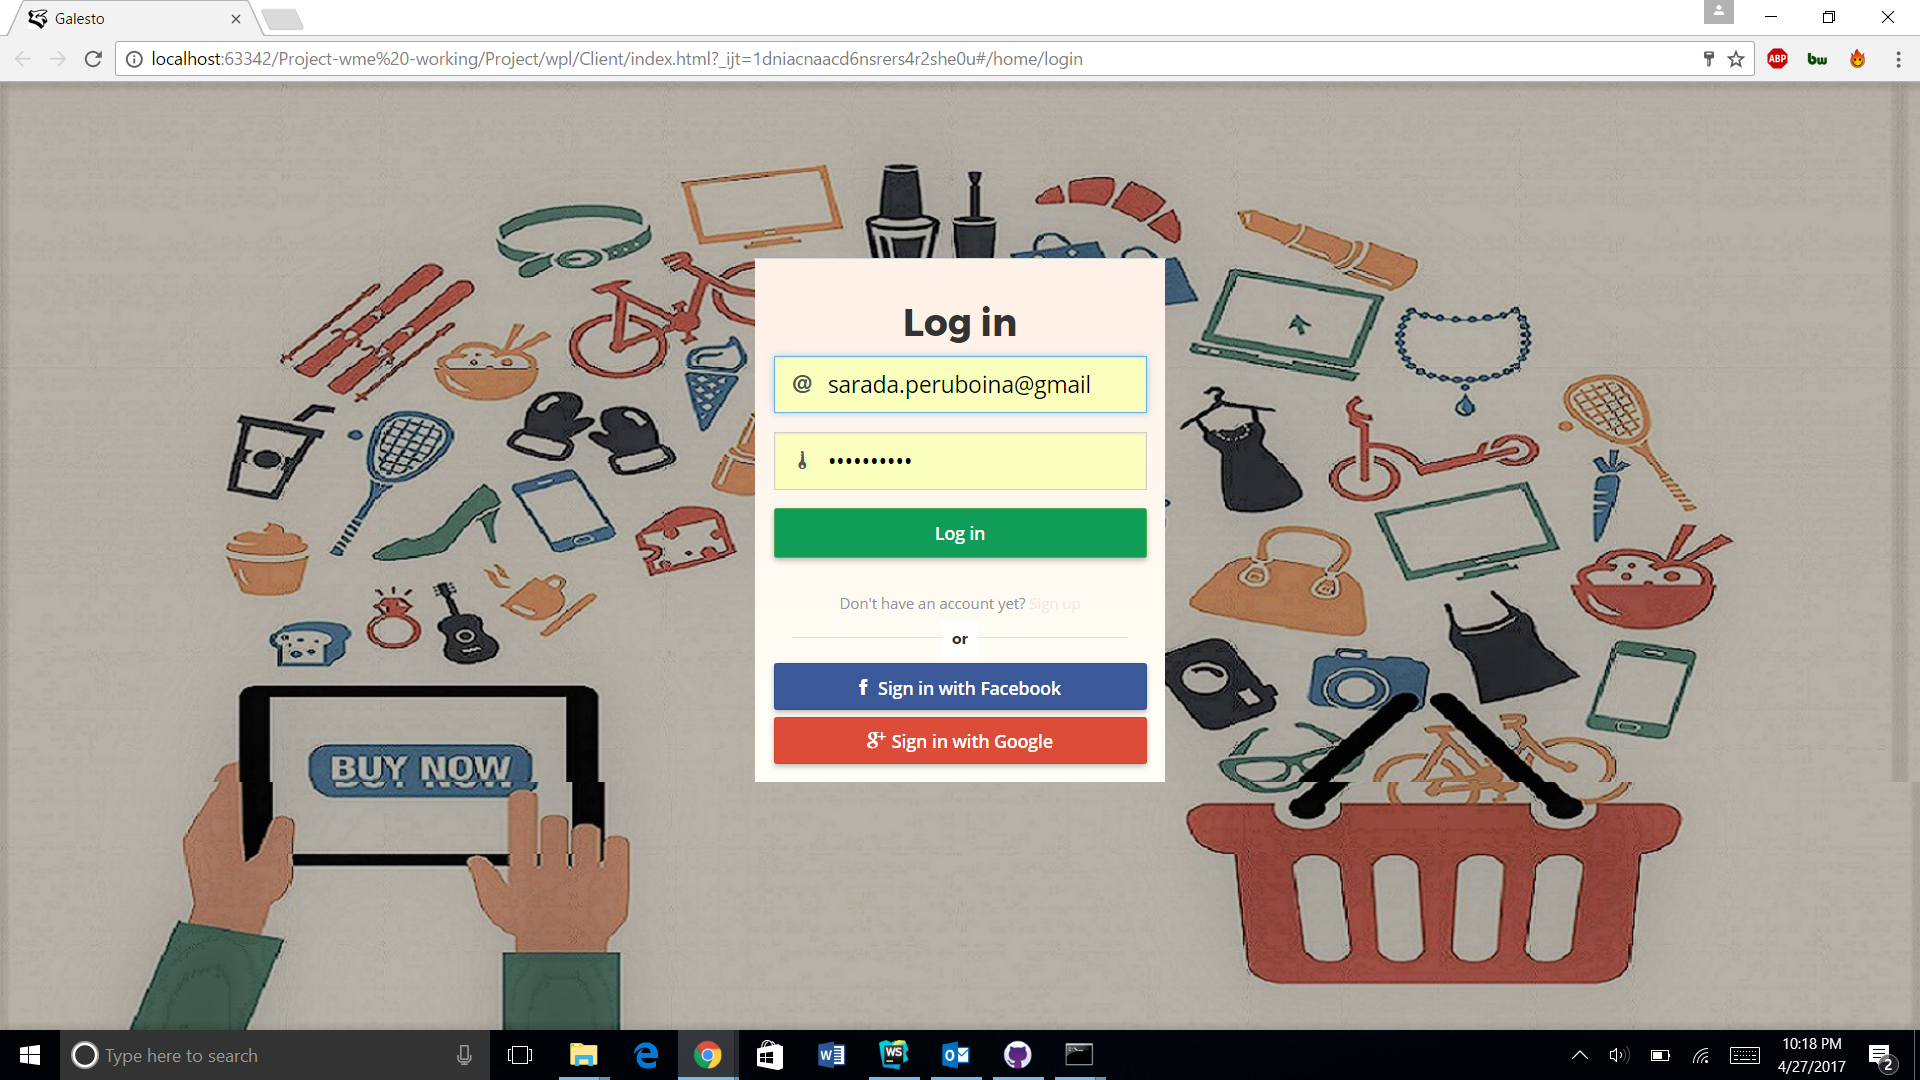 Galesto
localhost:63342/Project-wme%20-working/Project/wpl/Client/index.html?_ijt=1dniacnaacd6nsrers4r2she0u#/home/login
ABP
bw
Log in
@ sarada.peruboina@gmail
••••••••••
Log in
Don't have an account yet? Sign up
or
f Sign in with Facebook
g+ Sign in with Google
BUY NOW
Type here to search
WS
10:18 PM
4/27/2017
2